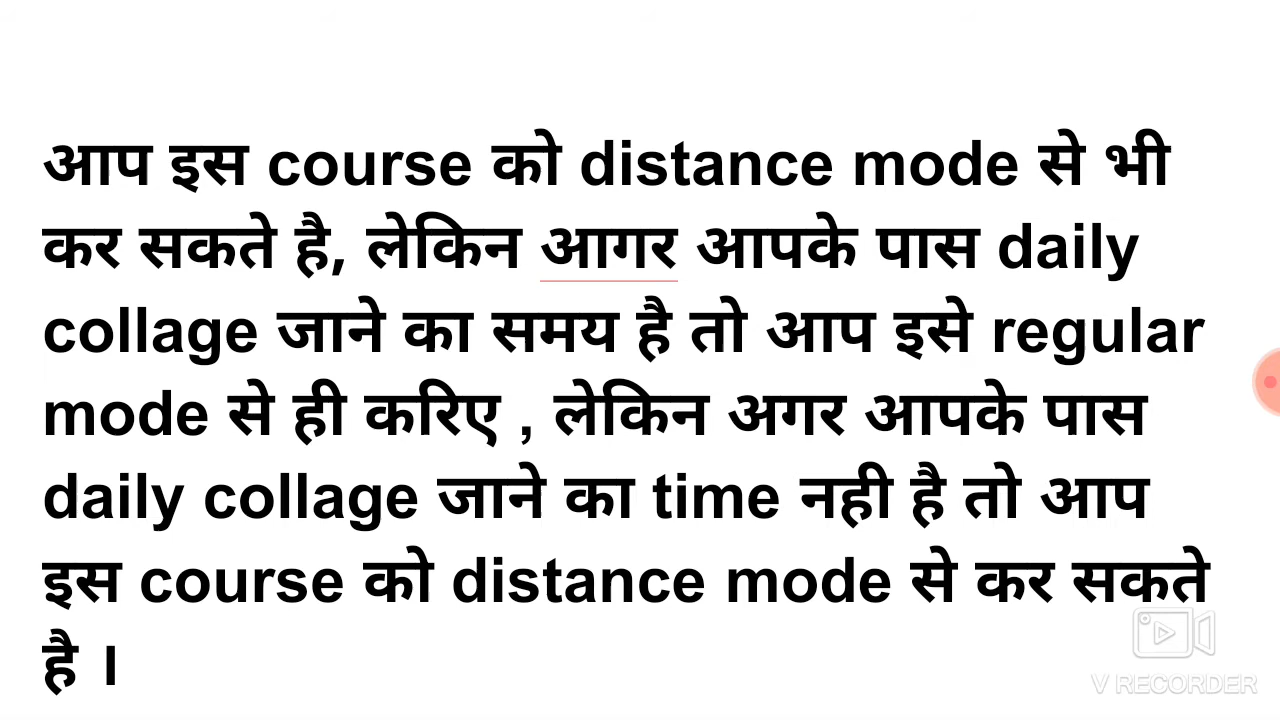 आप इस course को distance mode से भी
कर सकते है, लेकिन आगर आपके पास daily
collage जाने का समय है तो आप इसे regular
mode से ही करिए , लेकिन अगर आपके पास
daily collage जाने का time नही है तो आप
इस course को distance mode से कर सकते
है ।
V RECORDER